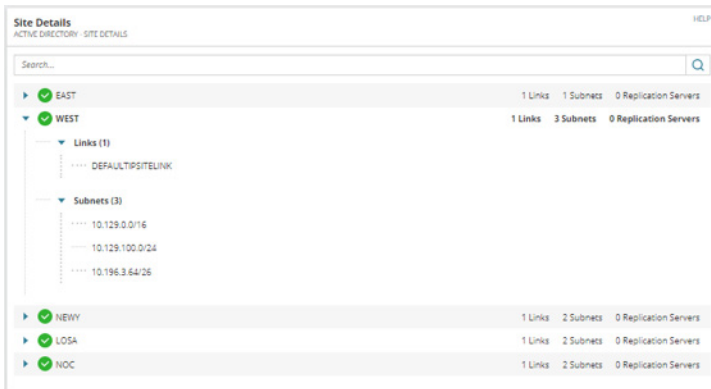 Site Details
HELP
ACTIVE DIRECTORY - SITE DETAILS
Search...
EAST 1 Links 1 Subnets 0 Replication Servers
WEST 1 Links 3 Subnets 0 Replication Servers
Links (1)
DEFAULTIPSITELINK
Subnets (3)
10.129.0.0/16
10.129.100.0/24
10.196.3.64/26
NEWY 1 Links 2 Subnets 0 Replication Servers
LOSA 1 Links 2 Subnets 0 Replication Servers
NOC 1 Links 2 Subnets 0 Replication Servers